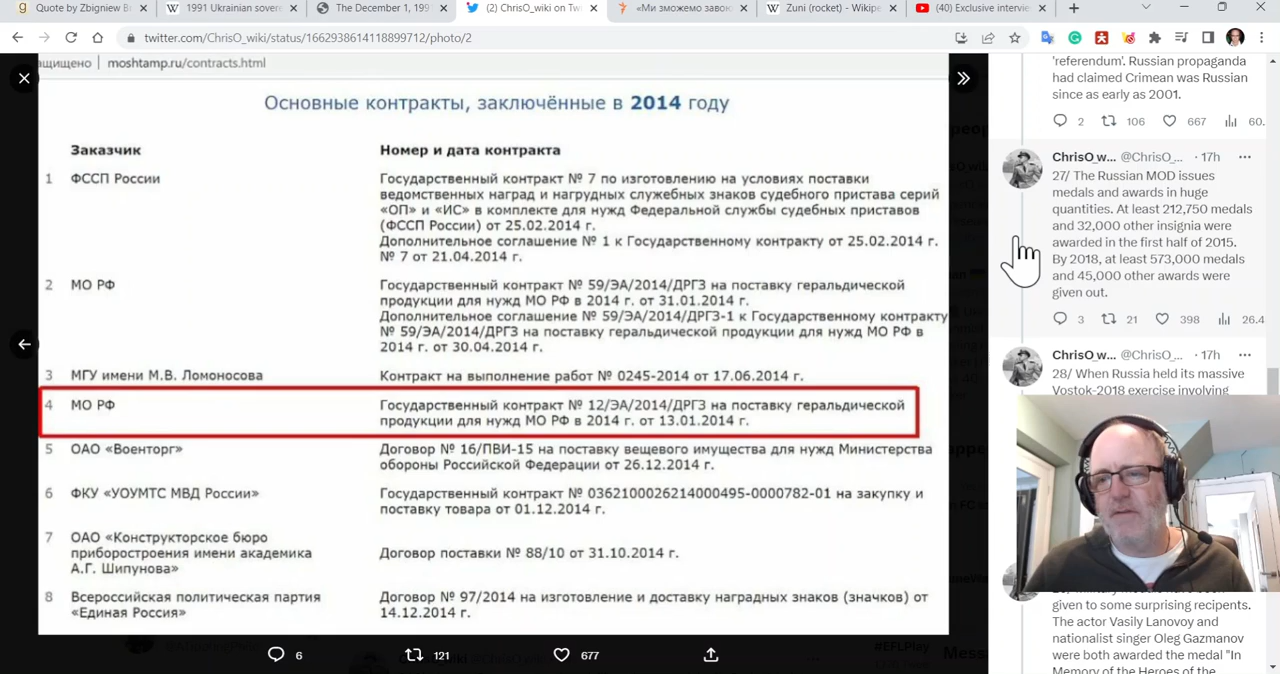 Quote by Zbigniew B
1991 Ukrainian sovere
The December 1, 199
(2) ChrisO_wiki on Tw
«Ми зможемо завою
Zuni (rocket) - Wikipe
(40) Exclusive intervie
twitter.com/ChrisO_wiki/status/1662938614118899712/photo/2
ащищено | moshtamp.ru/contracts.html
Основные контракты, заключённые в 2014 году
Заказчик Номер и дата контракта
1 ФССП России Государственный контракт № 7 по изготовлению на условиях поставки
ведомственных наград и нагрудных служебных знаков судебного пристава серий
«ОП» и «ИС» в комплекте для нужд Федеральной службы судебных приставов
(ФССП России) от 25.02.2014 г.
Дополнительное соглашение № 1 к Государственному контракту от 25.02.2014 г.
№ 7 от 21.04.2014 г.
2 МО РФ Государственный контракт № 59/ЭА/2014/ДРГЗ на поставку геральдической
продукции для нужд МО РФ в 2014 г. от 31.01.2014 г.
Дополнительное соглашение № 59/ЭА/2014/ДРГЗ-1 к Государственному контракту
№ 59/ЭА/2014/ДРГЗ на поставку геральдической продукции для нужд МО РФ в
2014 г. от 30.04.2014 г.
3 МГУ имени М.В. Ломоносова Контракт на выполнение работ № 0245-2014 от 17.06.2014 г.
4 МО РФ Государственный контракт № 12/ЭА/2014/ДРГЗ на поставку геральдической
продукции для нужд МО РФ в 2014 г. от 13.01.2014 г.
5 ОАО «Военторг» Договор № 16/ПВИ-15 на поставку вещевого имущества для нужд Министерства
обороны Российской Федерации от 26.12.2014 г.
6 ФКУ «УОУМТС МВД России» Государственный контракт № 0362100026214000495-0000782-01 на закупку и
поставку товара от 01.12.2014 г.
7 ОАО «Конструкторское бюро
приборостроения имени академика
А.Г. Шипунова» Договор поставки № 88/10 от 31.10.2014 г.
8 Всероссийская политическая партия
«Единая Россия» Договор № 97/2014 на изготовление и доставку наградных знаков (значков) от
14.12.2014 г.
6 121 677
'referendum'. Russian propaganda
had claimed Crimean was Russian
since as early as 2001.
2 106 667 60.
ChrisO_w... @ChrisO_... · 17h
27/ The Russian MOD issues
medals and awards in huge
quantities. At least 212,750 medals
and 32,000 other insignia were
awarded in the first half of 2015.
By 2018, at least 573,000 medals
and 45,000 other awards were
given out.
3 21 398 26.4
ChrisO_w... @ChrisO_... · 17h
28/ When Russia held its massive
Vostok-2018 exercise involving
given to some surprising recipents.
The actor Vasily Lanovoy and
nationalist singer Oleg Gazmanov
were both awarded the medal "In
Memory of the Heroes of the
#EFLPlay